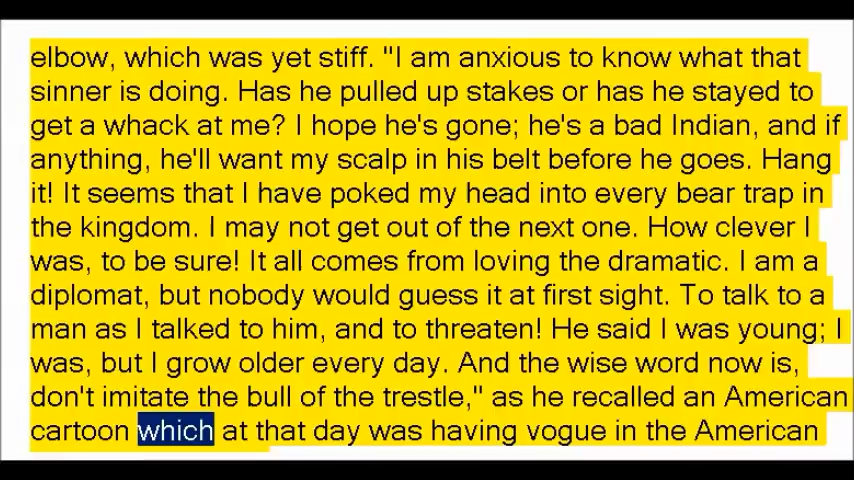 elbow, which was yet stiff. "I am anxious to know what that
sinner is doing. Has he pulled up stakes or has he stayed to
get a whack at me? I hope he's gone; he's a bad Indian, and if
anything, he'll want my scalp in his belt before he goes. Hang
it! It seems that I have poked my head into every bear trap in
the kingdom. I may not get out of the next one. How clever I
was, to be sure! It all comes from loving the dramatic. I am a
diplomat, but nobody would guess it at first sight. To talk to a
man as I talked to him, and to threaten! He said I was young; I
was, but I grow older every day. And the wise word now is,
don't imitate the bull of the trestle," as he recalled an American
cartoon which at that day was having vogue in the American